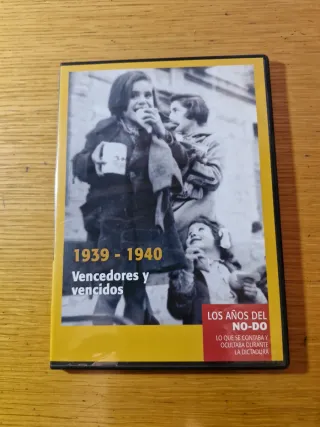 1939 - 1940
Vencedores y
vencidos
LOS AÑOS DEL
NO-DO
LO QUE SE CONTABA Y
OCULTABA DURANTE
LA DICTADURA